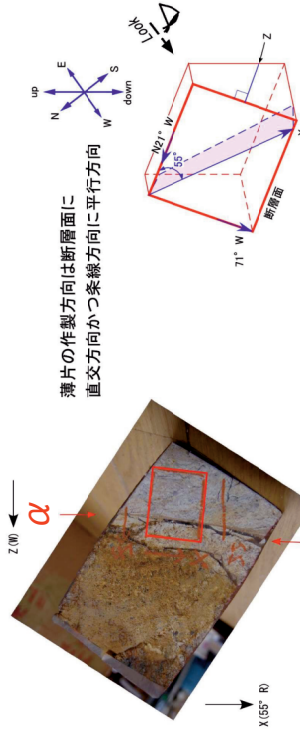 Z(W)
α
X(55° R)
薄片の作製方向は断層面に
直交方向かつ条線方向に平行方向
up
N
E
S
W
down
Look
N21° W
55°
71° W
断層面
Z